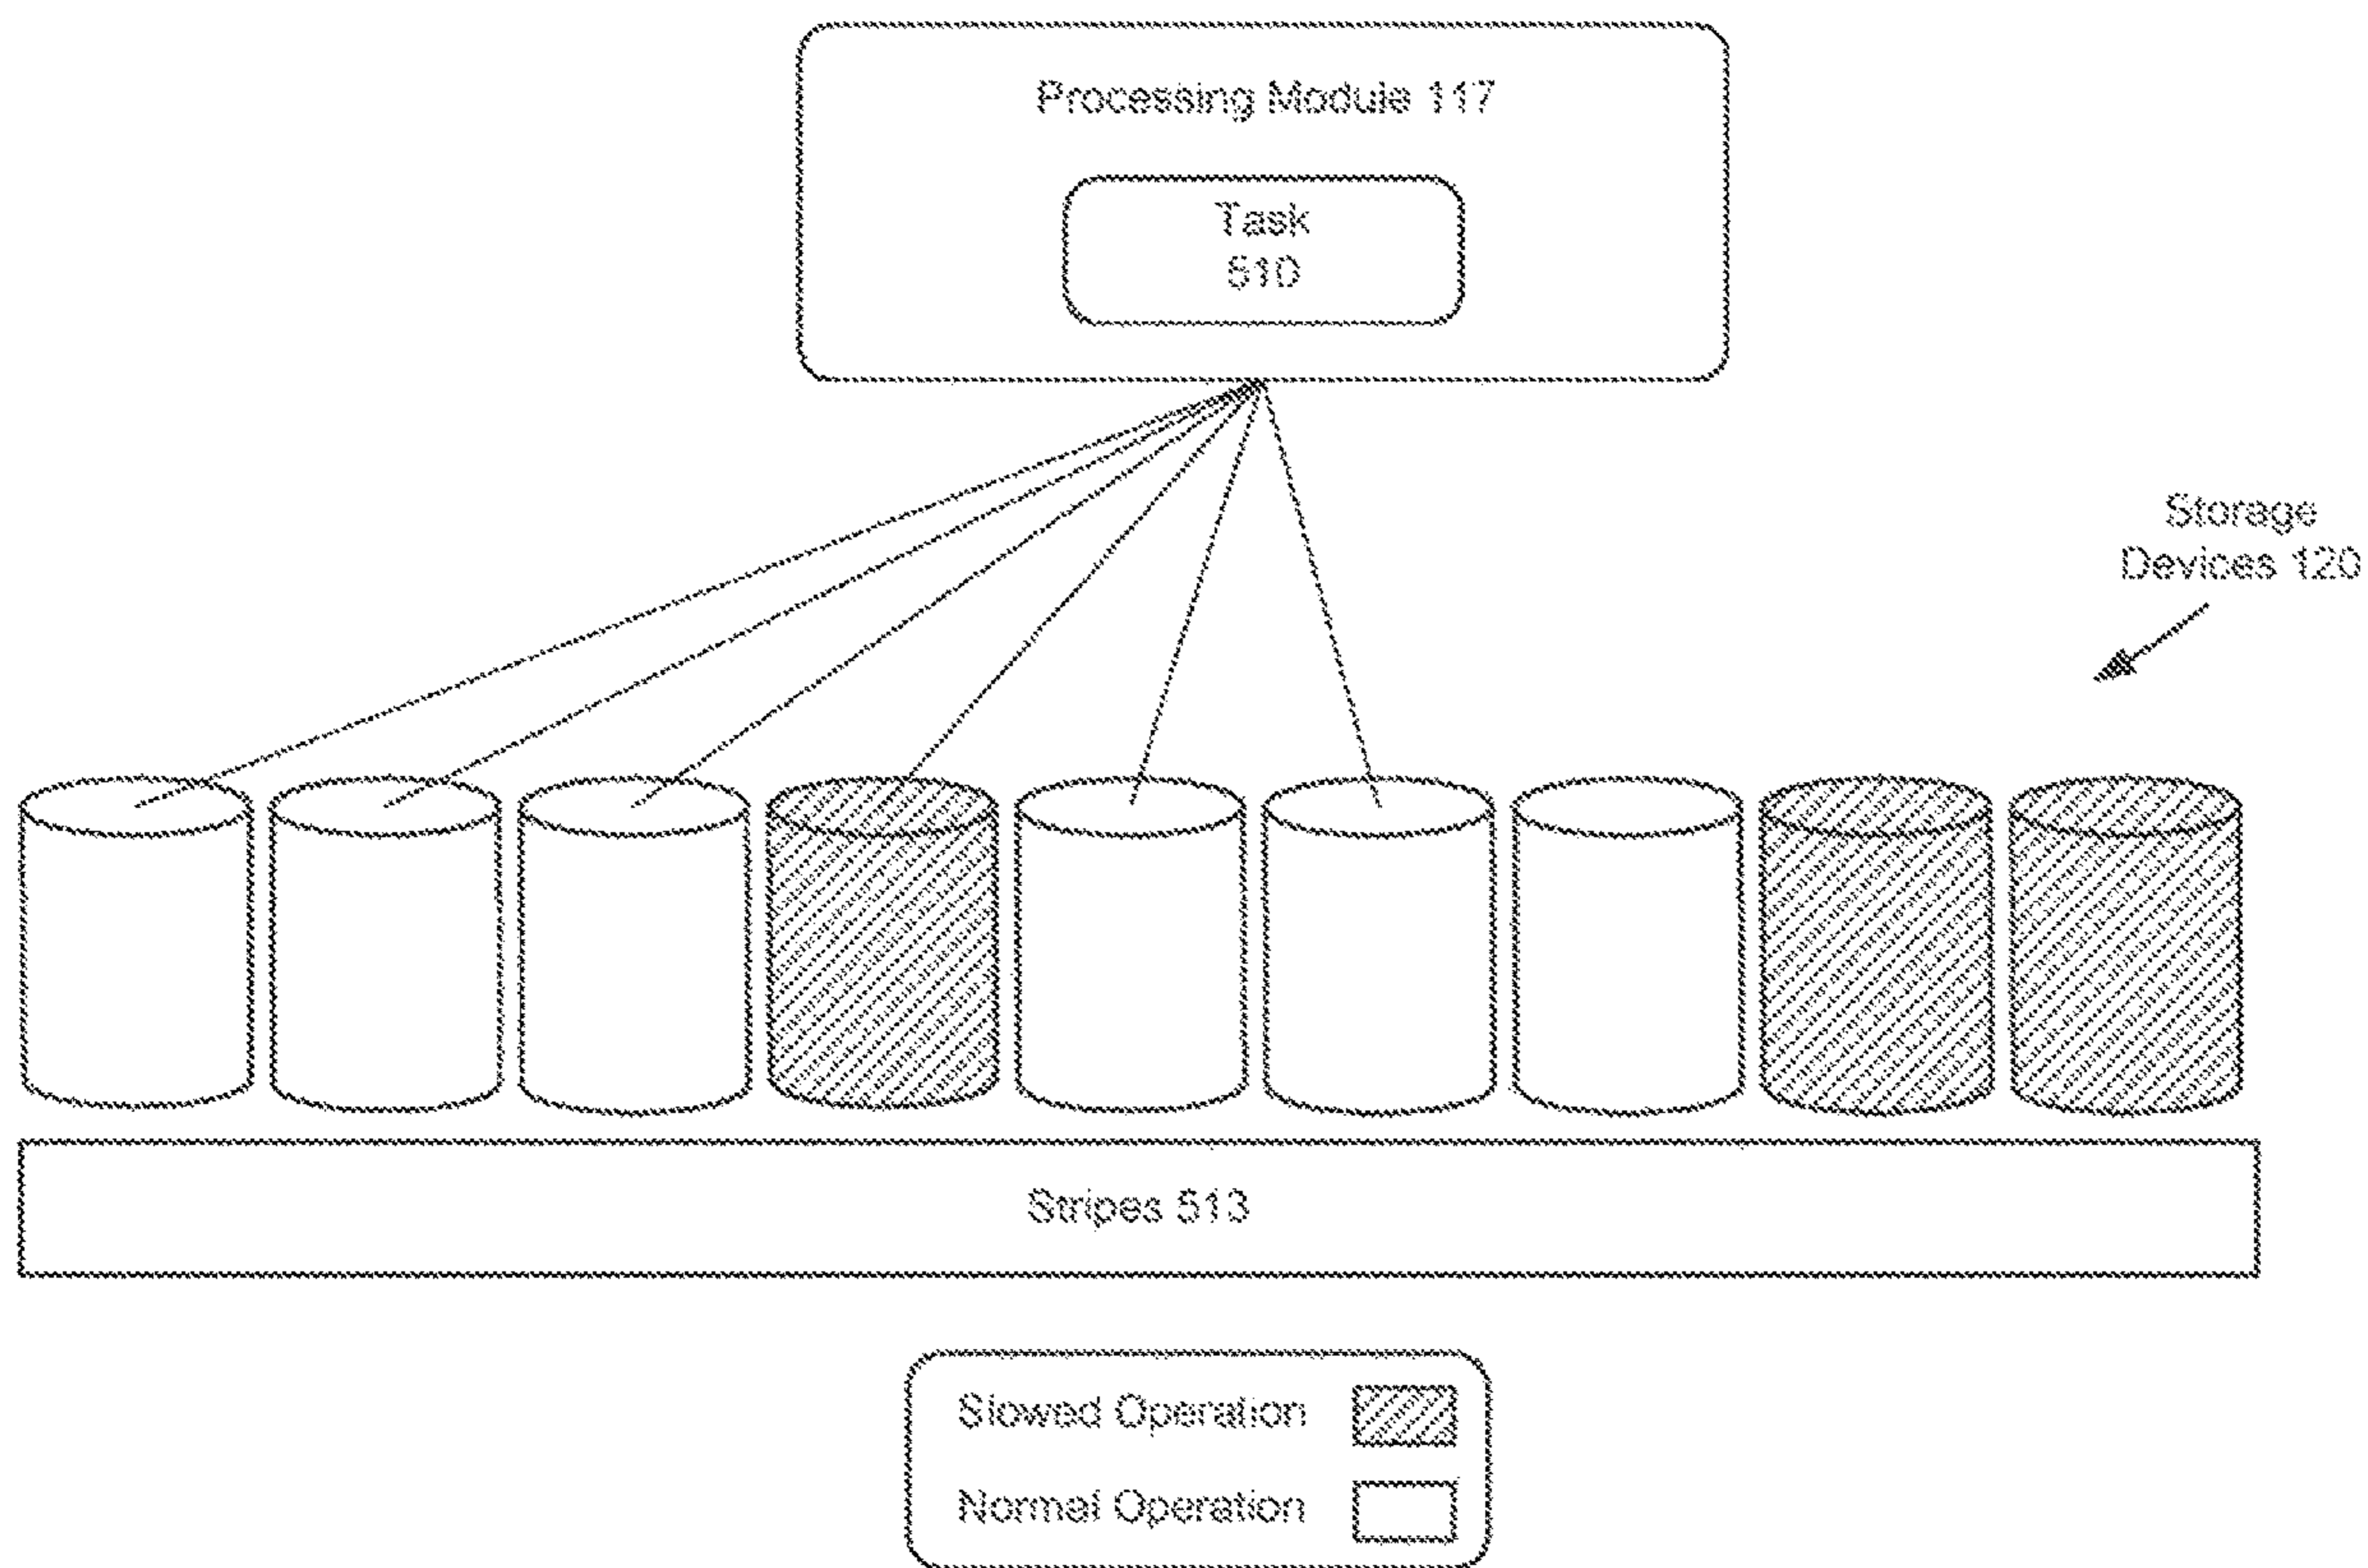 Processing Module 117
Task
510
Storage
Devices 120
Stripes 513
Slowed Operation
Normal Operation